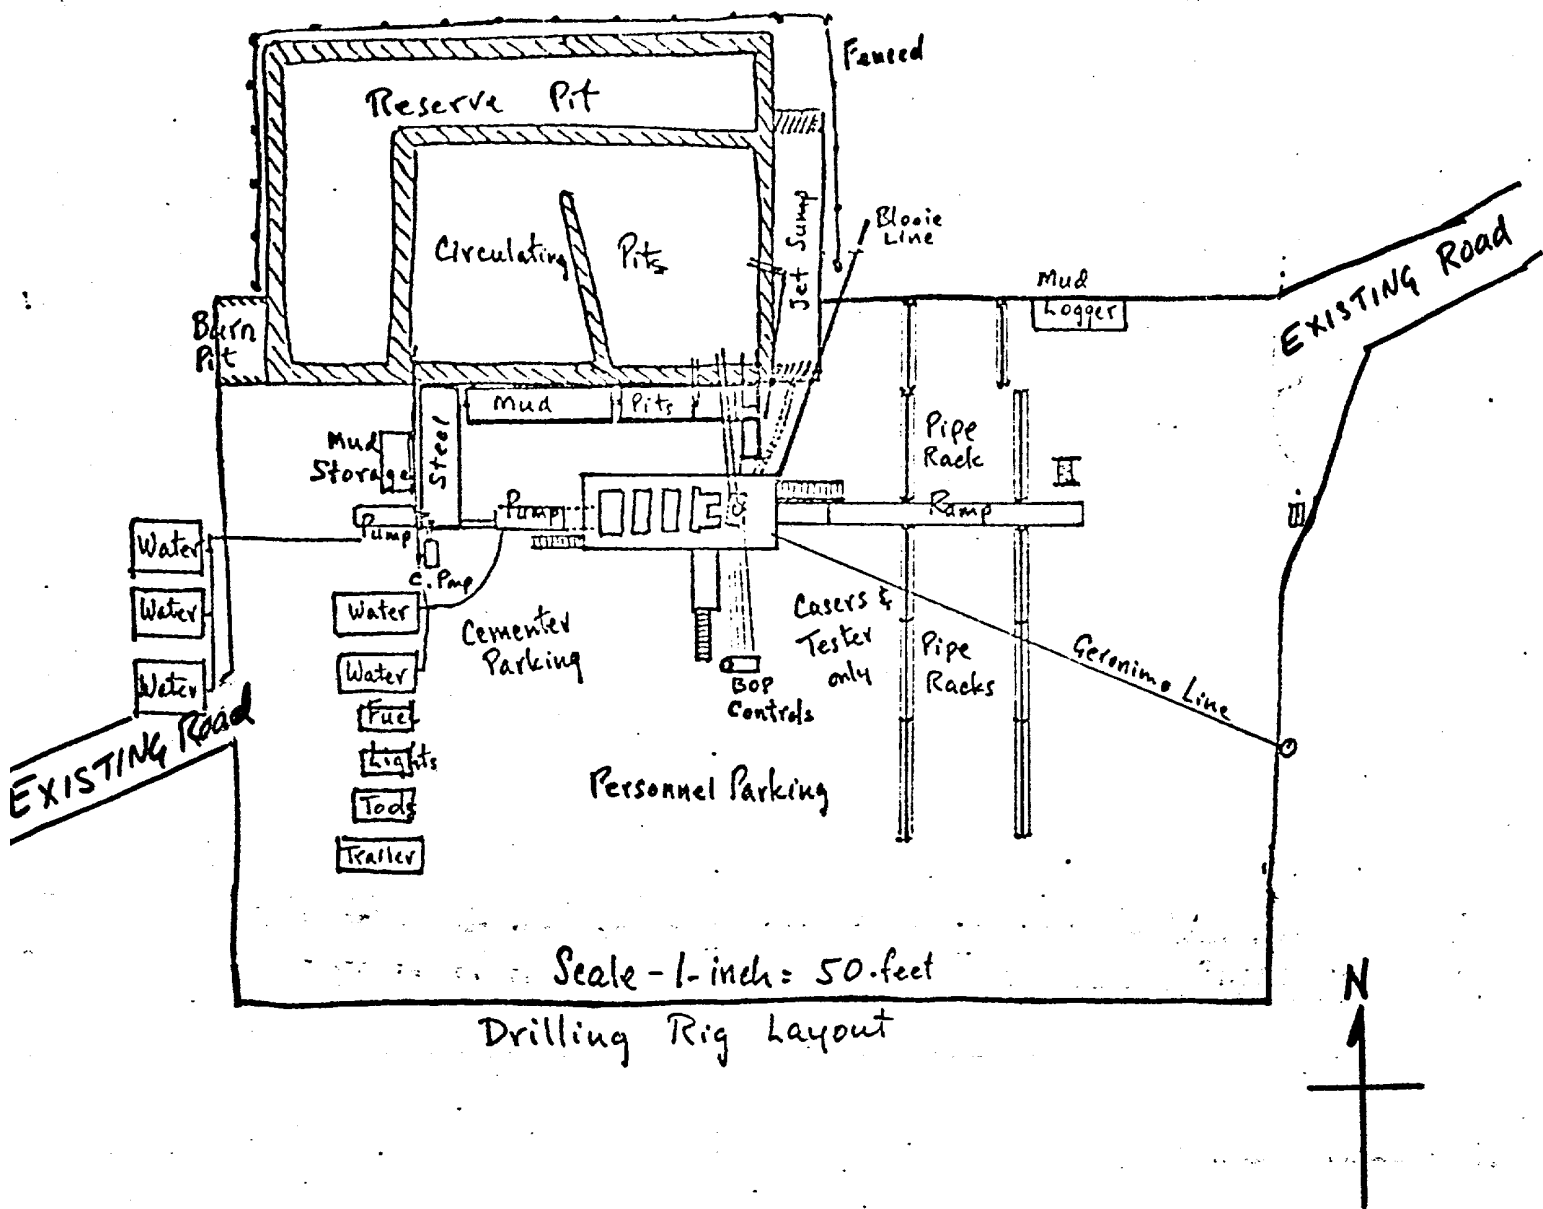 Fenced
Reserve Pit
Jet Sump
Blooie
Line
Circulating Pits
EXISTING ROAD
Mud
Logger
Burn
Pit
Mud Pits
Steel
Mud
Storage
Pipe
Rack
Pump
Pump
Ramp
Water
C. Pmp
Water
Water
Cementer
Parking
Casers &
Tester
only
Pipe
Racks
Geronimo Line
Water
Water
BOP
Controls
EXISTING Road
Fuel
Lights
Tools
Personnel Parking
Trailer
Scale-1-inch = 50.feet
Drilling Rig Layout
N